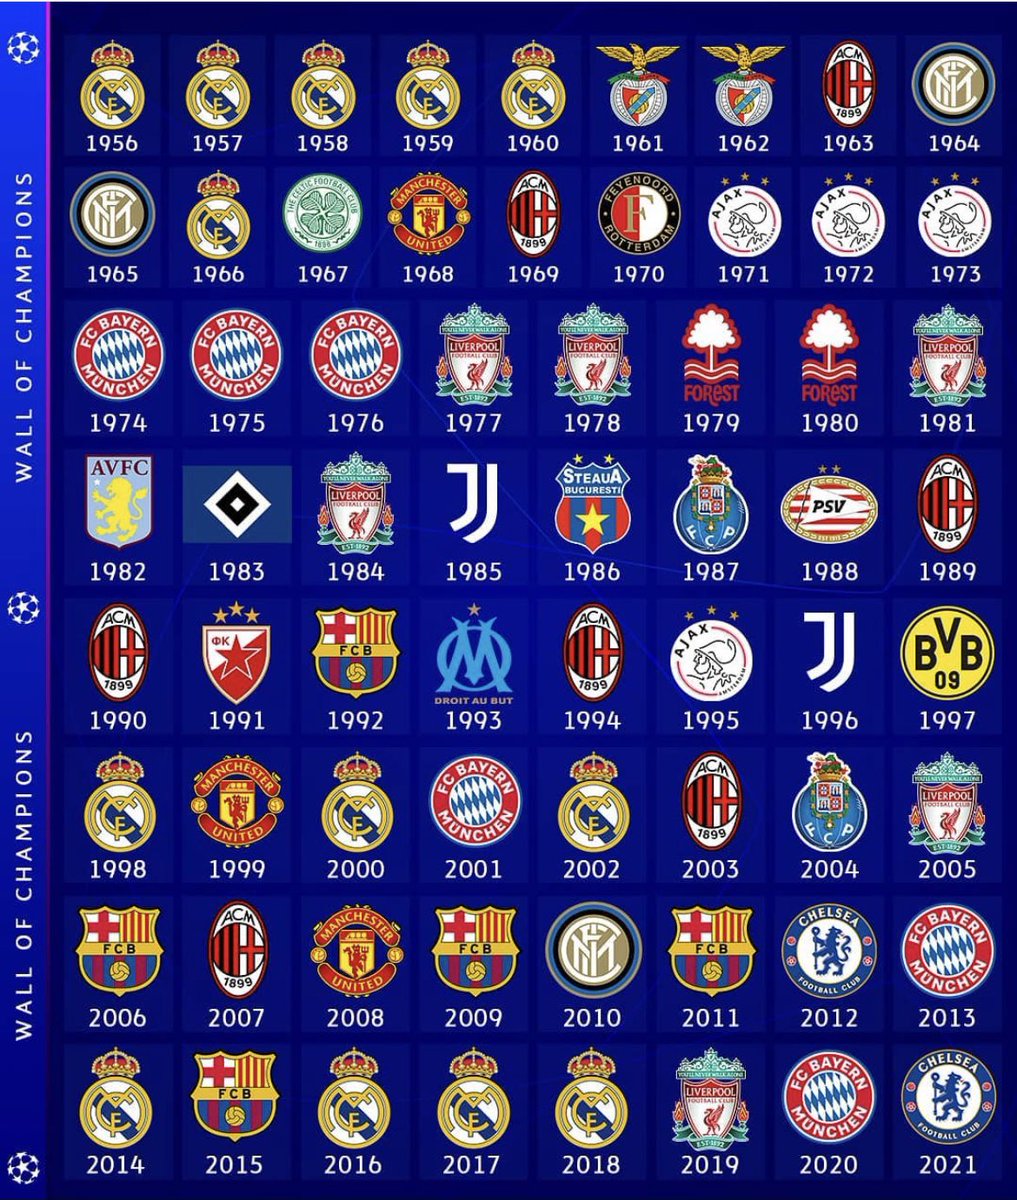 WALL OF CHAMPIONS
WALL OF CHAMPIONS
1956 1957 1958 1959 1960 1961 1962 1963 1964
ACM 1899
1965 1966 1967 1968 1969 1970 1971 1972 1973
THE CELTIC FOOTBALL CLUB 1888
MANCHESTER UNITED
ACM 1899
FEYENOORD ROTTERDAM
AJAX AMSTERDAM
AJAX AMSTERDAM
AJAX AMSTERDAM
FC BAYERN MÜNCHEN
FC BAYERN MÜNCHEN
FC BAYERN MÜNCHEN
YOU'LL NEVER WALK ALONE LIVERPOOL FOOTBALL CLUB EST·1892
YOU'LL NEVER WALK ALONE LIVERPOOL FOOTBALL CLUB EST·1892
FOREST
FOREST
YOU'LL NEVER WALK ALONE LIVERPOOL FOOTBALL CLUB EST·1892
1974 1975 1976 1977 1978 1979 1980 1981
AVFC
YOU'LL NEVER WALK ALONE LIVERPOOL FOOTBALL CLUB EST·1892
STEAUA BUCURESTI
FCP
PSV
ACM 1899
1982 1983 1984 1985 1986 1987 1988 1989
ACM 1899
ФК
FCB
DROIT AU BUT
ACM 1899
AJAX AMSTERDAM
BVB 09
1990 1991 1992 1993 1994 1995 1996 1997
MANCHESTER UNITED
FC BAYERN MÜNCHEN
ACM 1899
FCP
YOU'LL NEVER WALK ALONE LIVERPOOL FOOTBALL CLUB EST·1892
1998 1999 2000 2001 2002 2003 2004 2005
FCB
ACM 1899
MANCHESTER UNITED
FCB
FCB
CHELSEA FOOTBALL CLUB
FC BAYERN MÜNCHEN
2006 2007 2008 2009 2010 2011 2012 2013
FCB
YOU'LL NEVER WALK ALONE LIVERPOOL FOOTBALL CLUB EST·1892
FC BAYERN MÜNCHEN
CHELSEA FOOTBALL CLUB
2014 2015 2016 2017 2018 2019 2020 2021